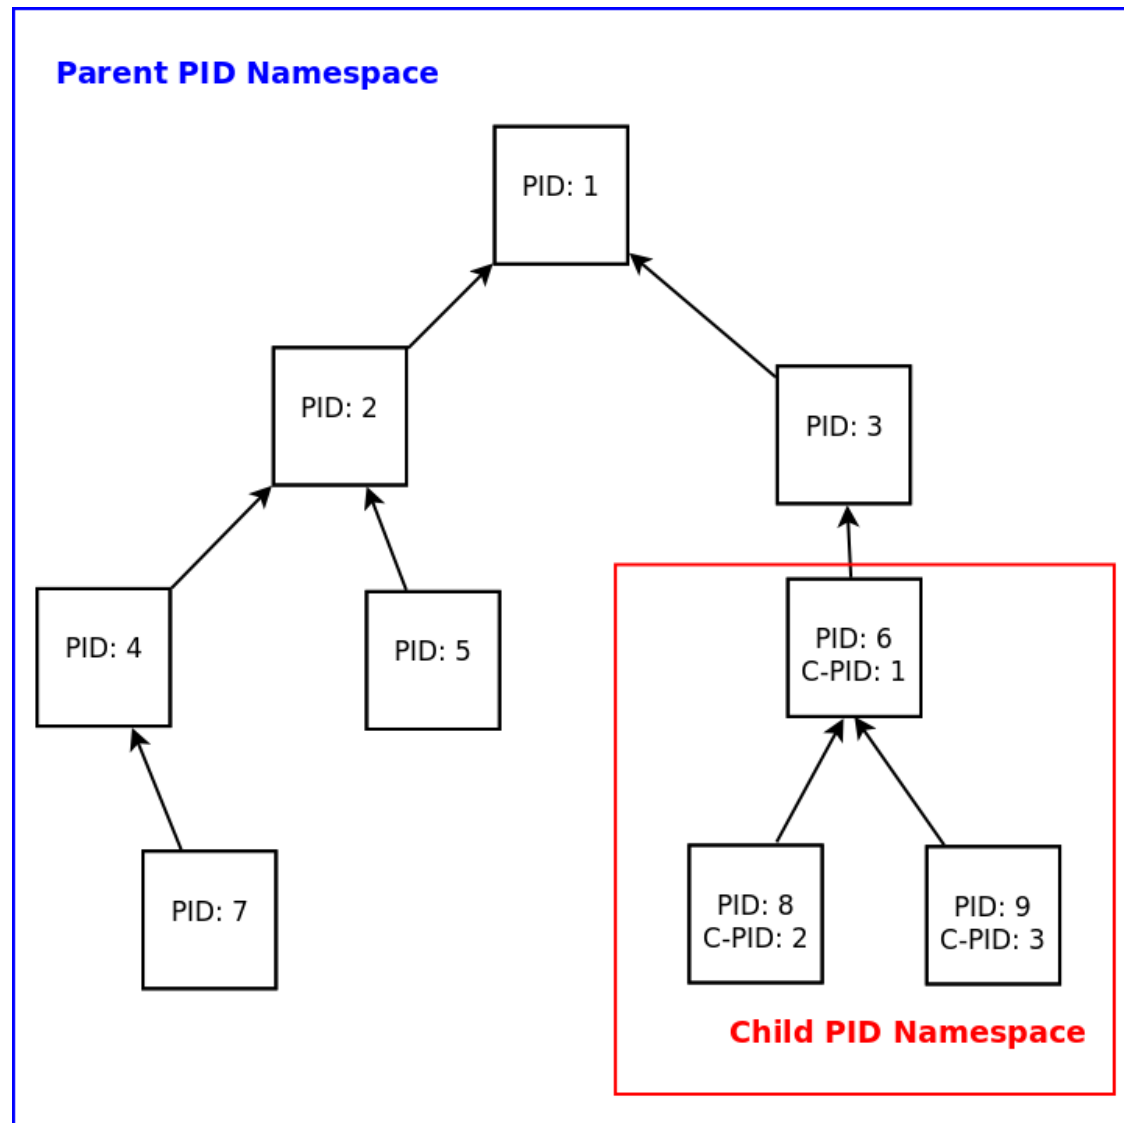 Parent PID Namespace
PID: 1
PID: 2
PID: 3
PID: 4
PID: 5
PID: 6
C-PID: 1
PID: 7
PID: 8
C-PID: 2
PID: 9
C-PID: 3
Child PID Namespace